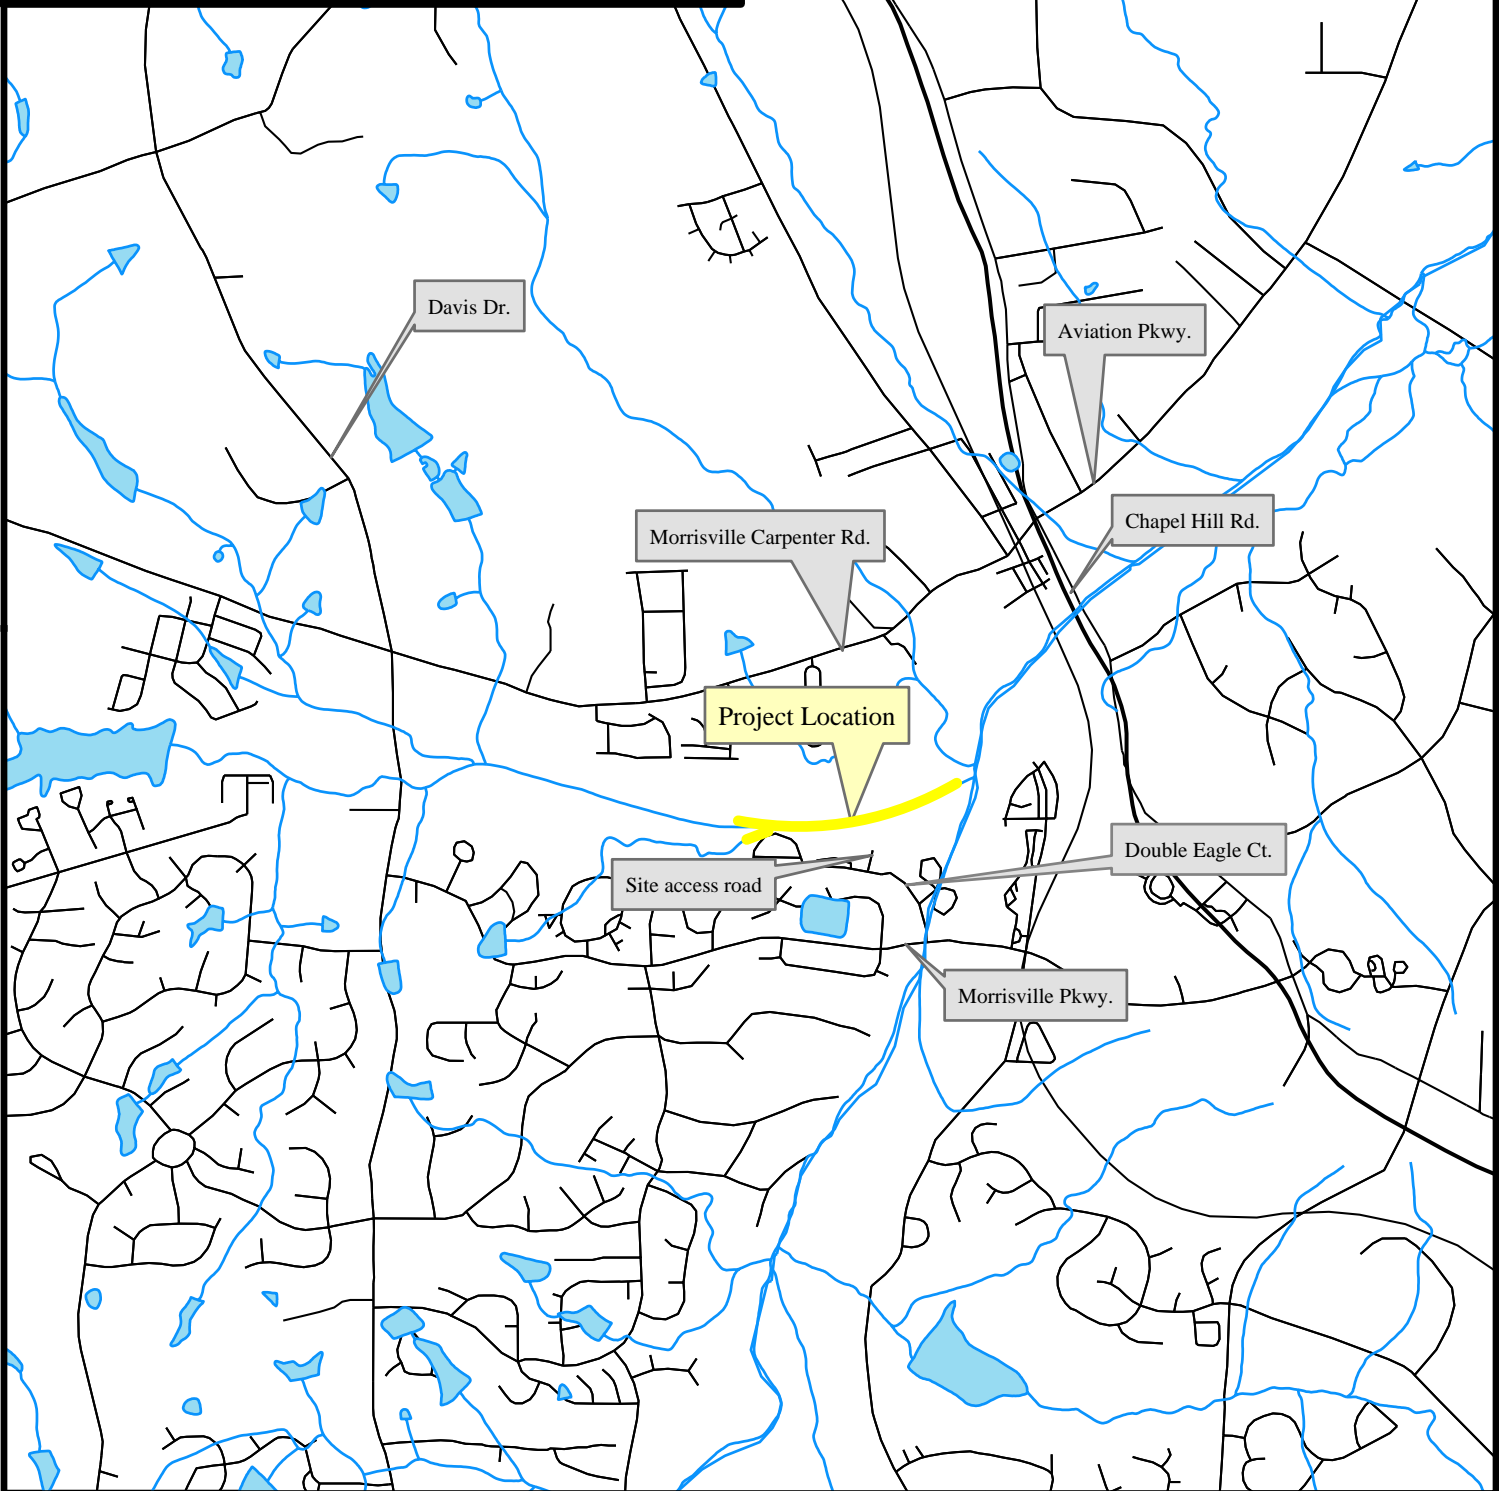 Davis Dr.
Aviation Pkwy.
Chapel Hill Rd.
Morrisville Carpenter Rd.
Project Location
Double Eagle Ct.
Site access road
Morrisville Pkwy.